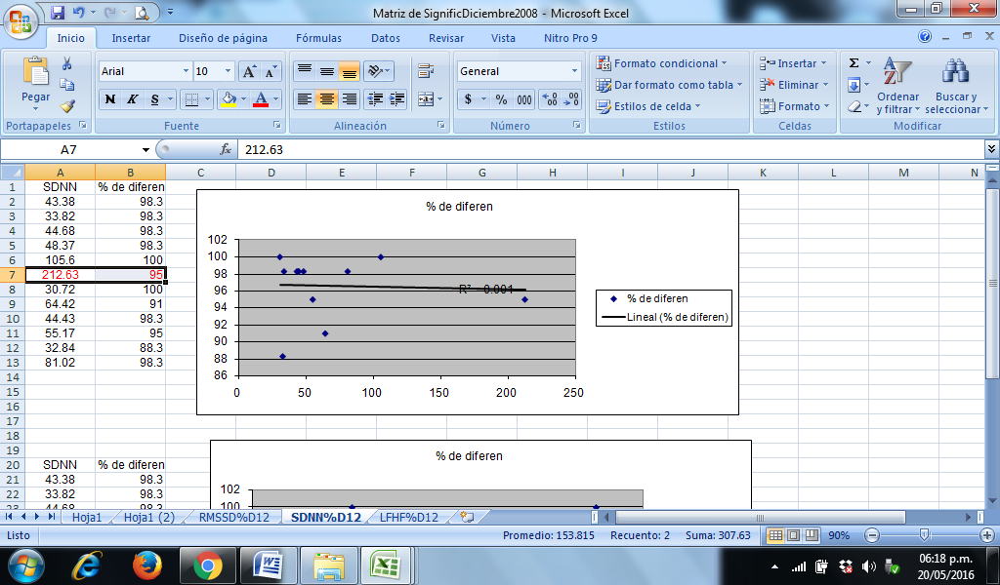 Matriz de SignificDiciembre2008 - Microsoft Excel
Inicio Insertar Diseño de página Fórmulas Datos Revisar Vista Nitro Pro 9
Pegar
Arial 10
General
Formato condicional
Dar formato como tabla
Estilos de celda
Insertar
Eliminar
Formato
Ordenar y filtrar
Buscar y seleccionar
N K S
$ % 000
Portapapeles Fuente Alineación Número Estilos Celdas Modificar
A7 fx 212.63
A B C D E F G H I J K L M N
1 SDNN % de diferen
2 43.38 98.3
3 33.82 98.3
4 44.68 98.3
5 48.37 98.3
6 105.6 100
7 212.63 95
8 30.72 100
9 64.42 91
10 44.43 98.3
11 55.17 95
12 32.84 88.3
13 81.02 98.3
14
15
16
17
18
19
20 SDNN % de diferen
21 43.38 98.3
22 33.82 98.3
23 44.68 98.3
% de diferen
102
100
98
96
94
92
90
88
86
0 50 100 150 200 250
R² = 0.001
% de diferen
Lineal (% de diferen)
% de diferen
102
100
Hoja1 Hoja1 (2) RMSSD%D12 SDNN%D12 LFHF%D12
Listo Promedio: 153.815 Recuento: 2 Suma: 307.63 90%
06:18 p.m.
20/05/2016